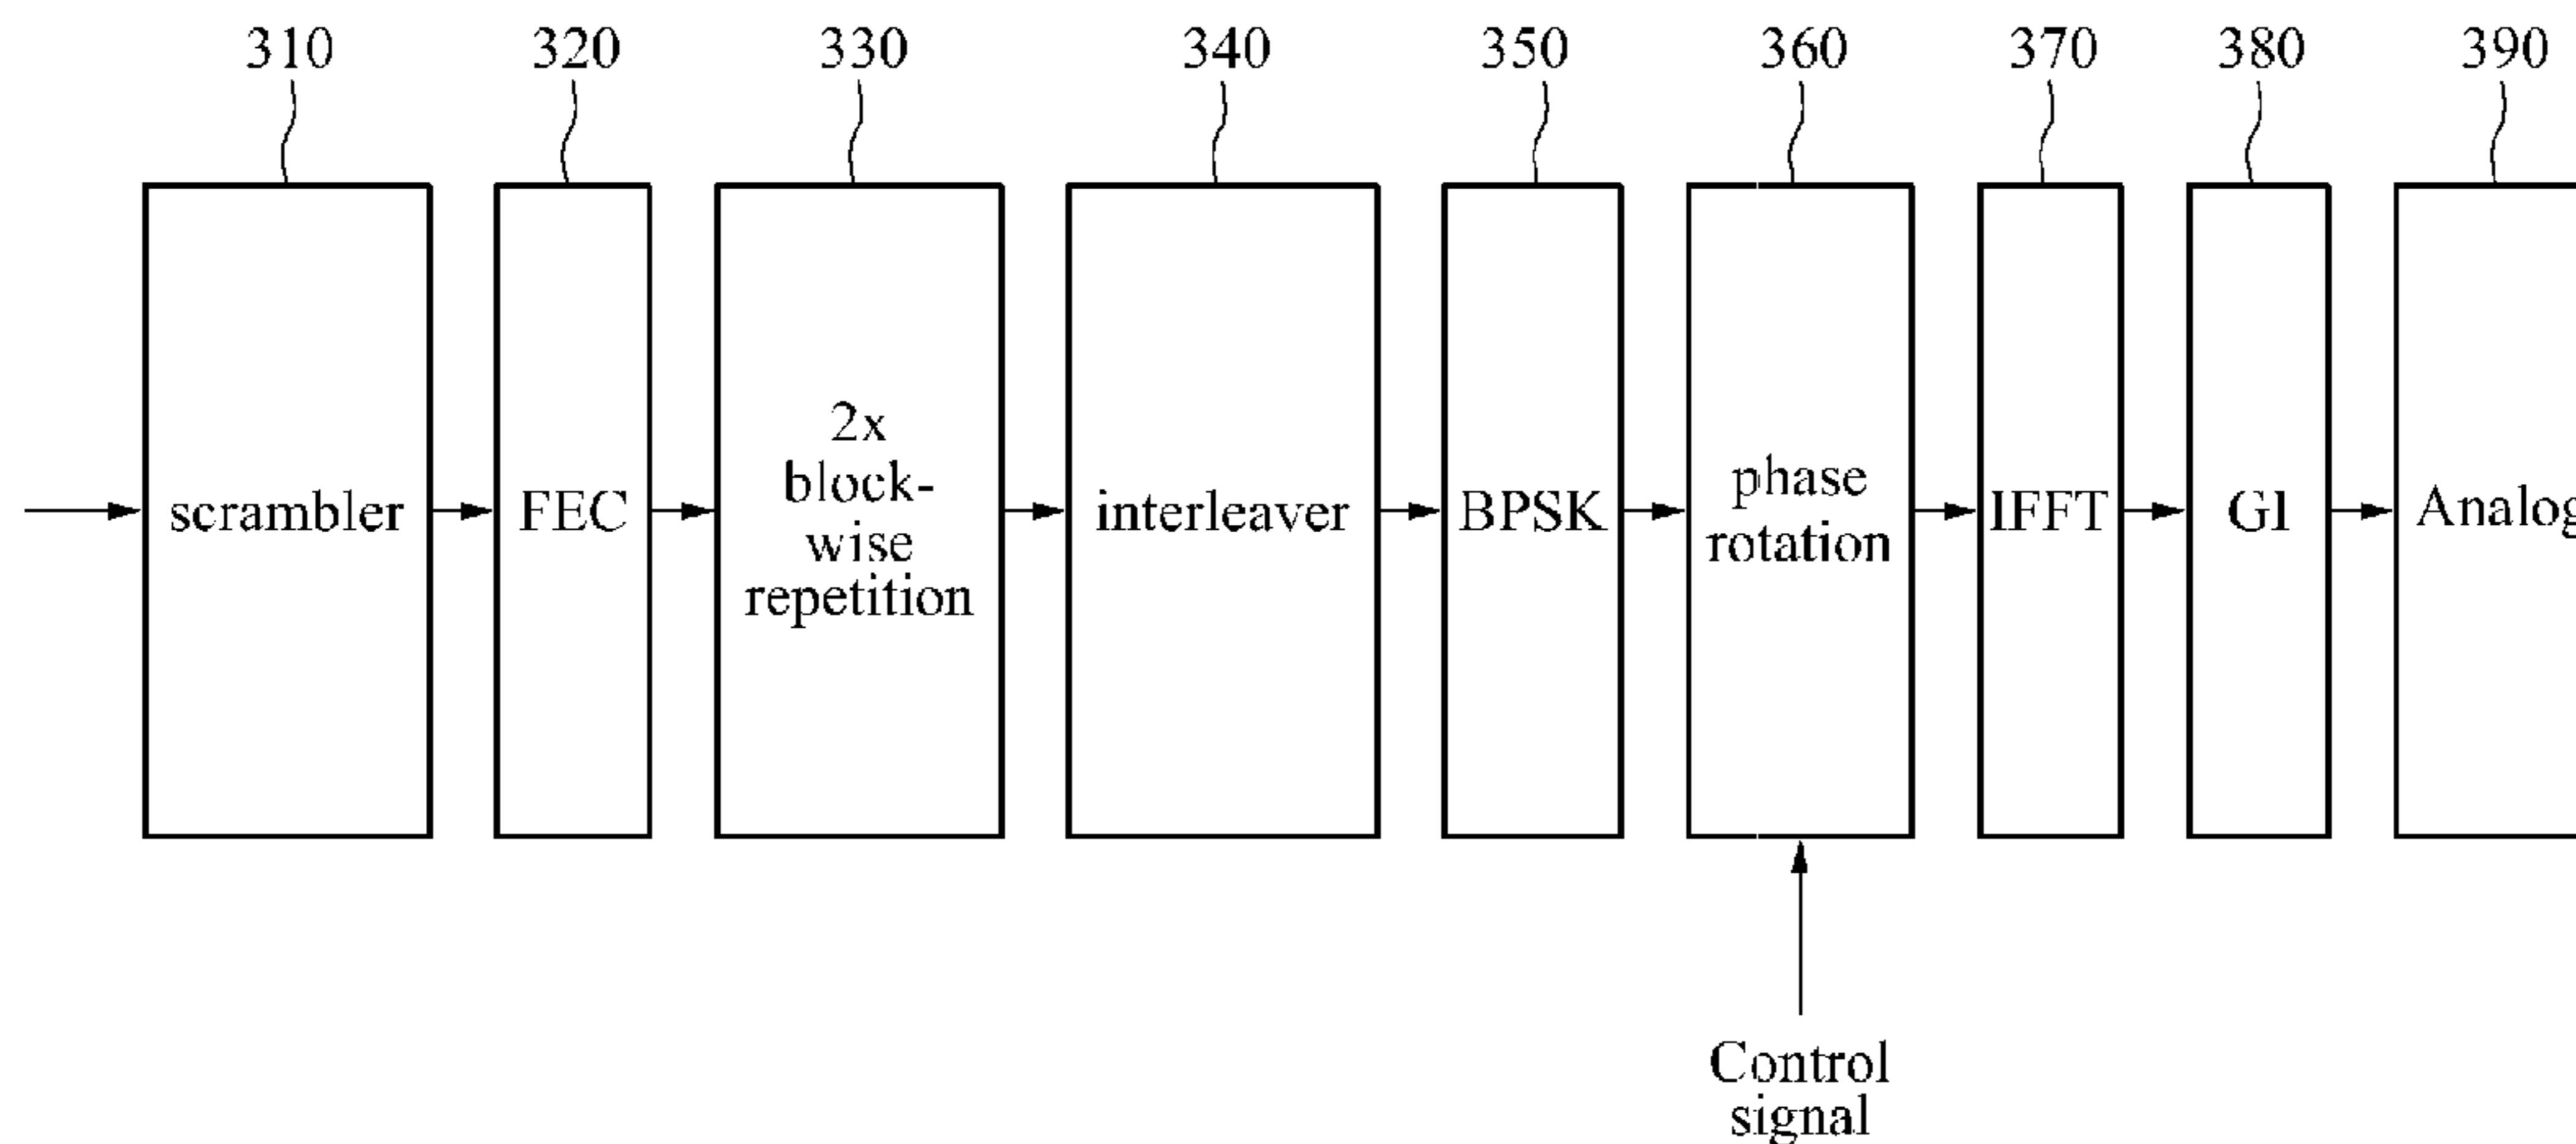 310 320 330 340 350 360 370 380 390
scrambler
FEC
2x
block-
wise
repetition
interleaver
BPSK
phase
rotation
IFFT
GI
Analog
Control
signal